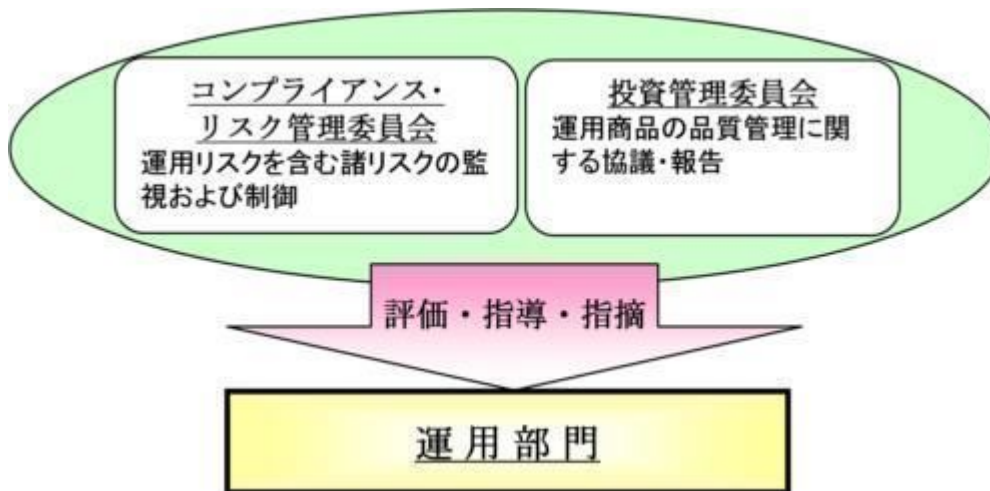 コンプライアンス・
リスク管理委員会
運用リスクを含む諸リスクの監
視および制御
投資管理委員会
運用商品の品質管理に関
する協議・報告
評価・指導・指摘
運用部門